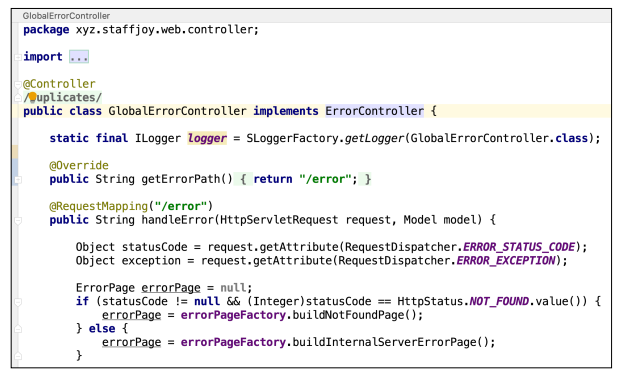 GlobalErrorController
package xyz.staffjoy.web.controller;
import ...
@Controller
/uplicates/
public class GlobalErrorController implements ErrorController {
static final ILogger logger = SLoggerFactory.getLogger(GlobalErrorController.class);
@Override
public String getErrorPath() { return "/error"; }
@RequestMapping("/error")
public String handleError(HttpServletRequest request, Model model) {
Object statusCode = request.getAttribute(RequestDispatcher.ERROR_STATUS_CODE);
Object exception = request.getAttribute(RequestDispatcher.ERROR_EXCEPTION);
ErrorPage errorPage = null;
if (statusCode != null && (Integer)statusCode == HttpStatus.NOT_FOUND.value()) {
errorPage = errorPageFactory.buildNotFoundPage();
} else {
errorPage = errorPageFactory.buildInternalServerErrorPage();
}